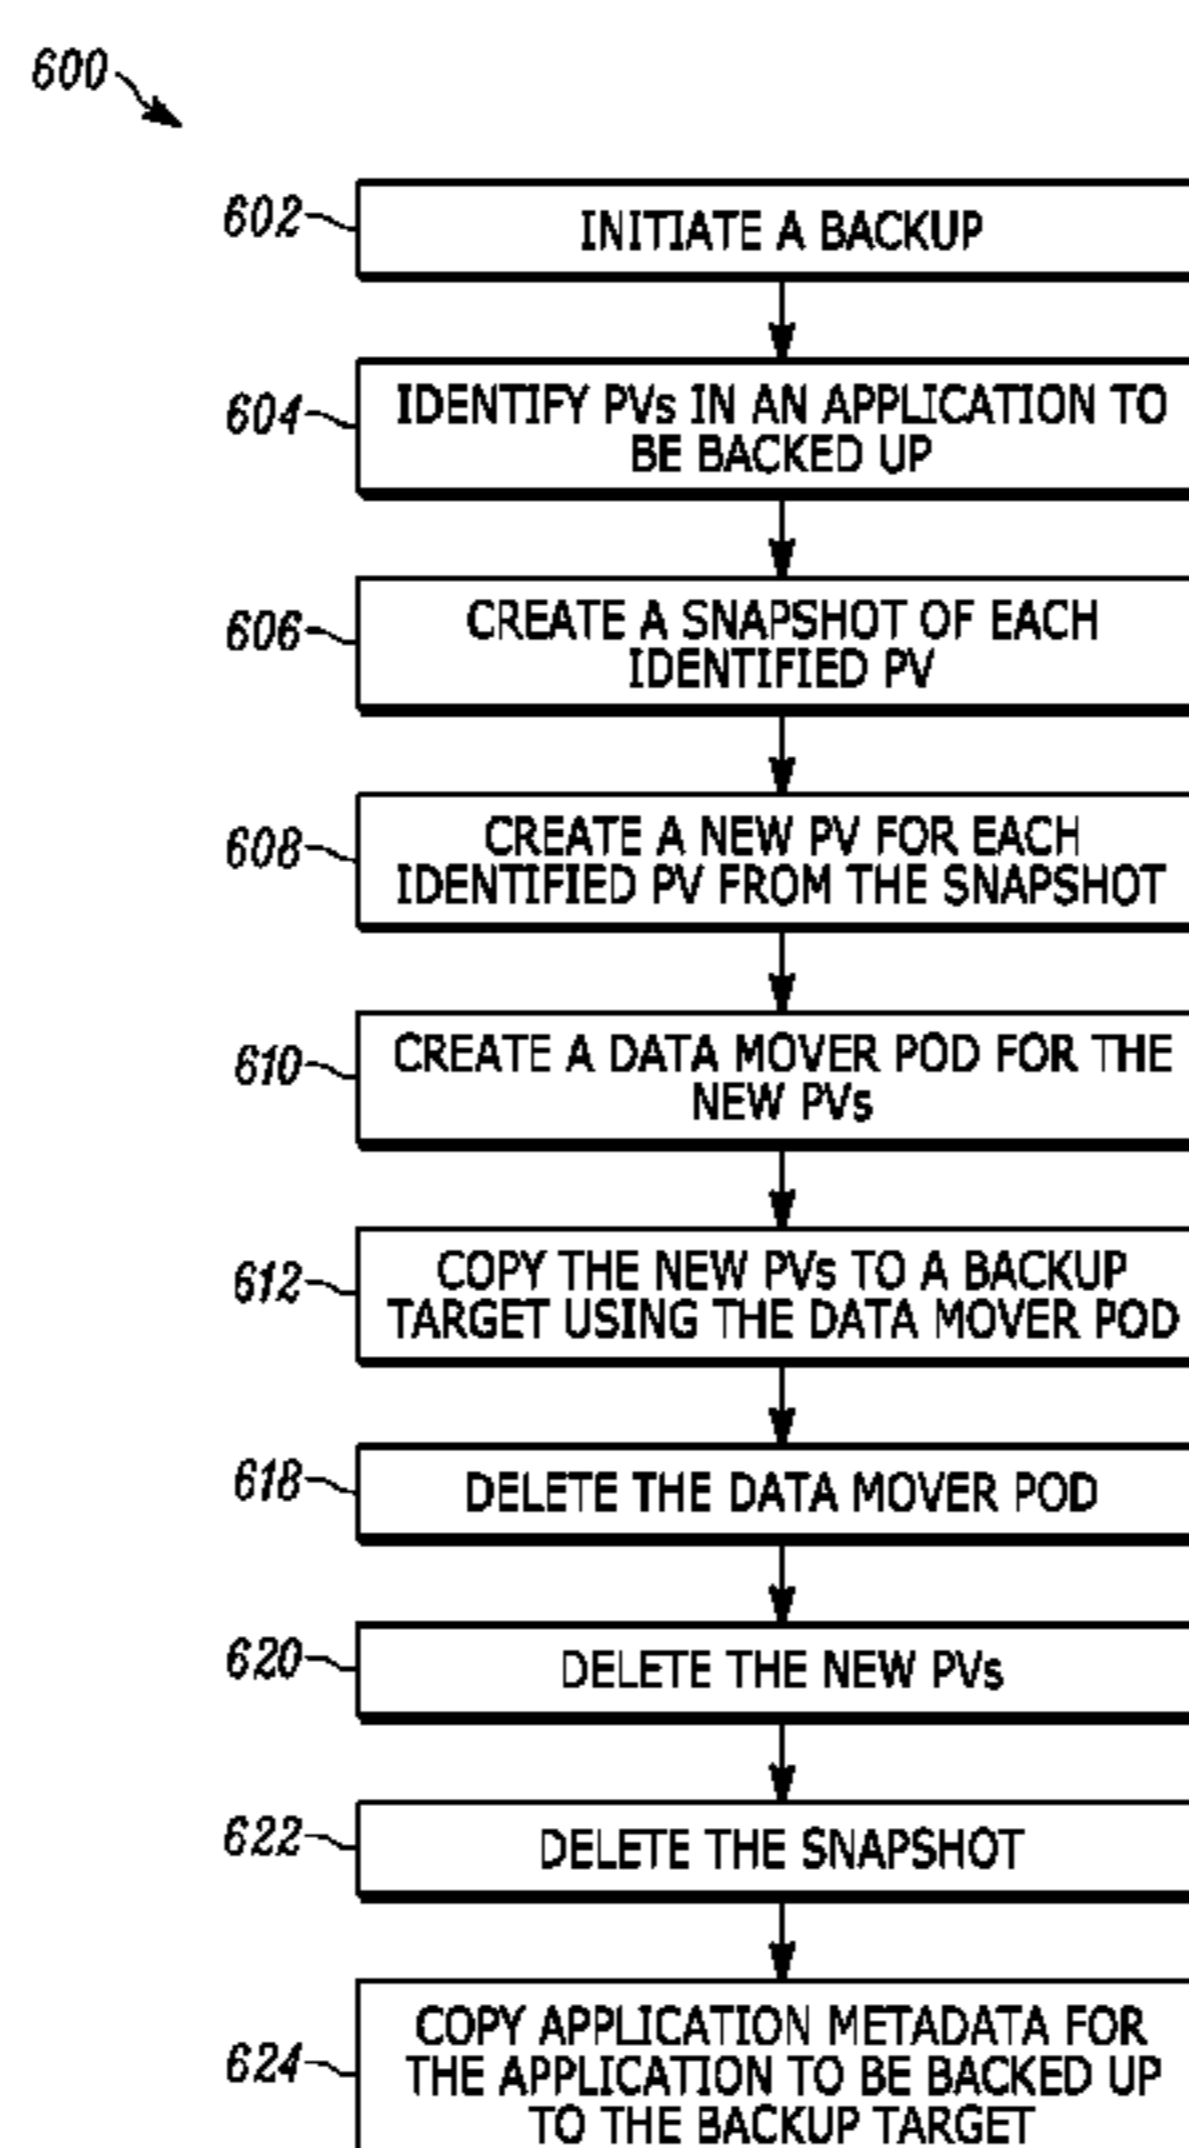 600
602
INITIATE A BACKUP
604
IDENTIFY PVs IN AN APPLICATION TO
BE BACKED UP
606
CREATE A SNAPSHOT OF EACH
IDENTIFIED PV
608
CREATE A NEW PV FOR EACH
IDENTIFIED PV FROM THE SNAPSHOT
610
CREATE A DATA MOVER POD FOR THE
NEW PVs
612
COPY THE NEW PVs TO A BACKUP
TARGET USING THE DATA MOVER POD
618
DELETE THE DATA MOVER POD
620
DELETE THE NEW PVs
622
DELETE THE SNAPSHOT
624
COPY APPLICATION METADATA FOR
THE APPLICATION TO BE BACKED UP
TO THE BACKUP TARGET